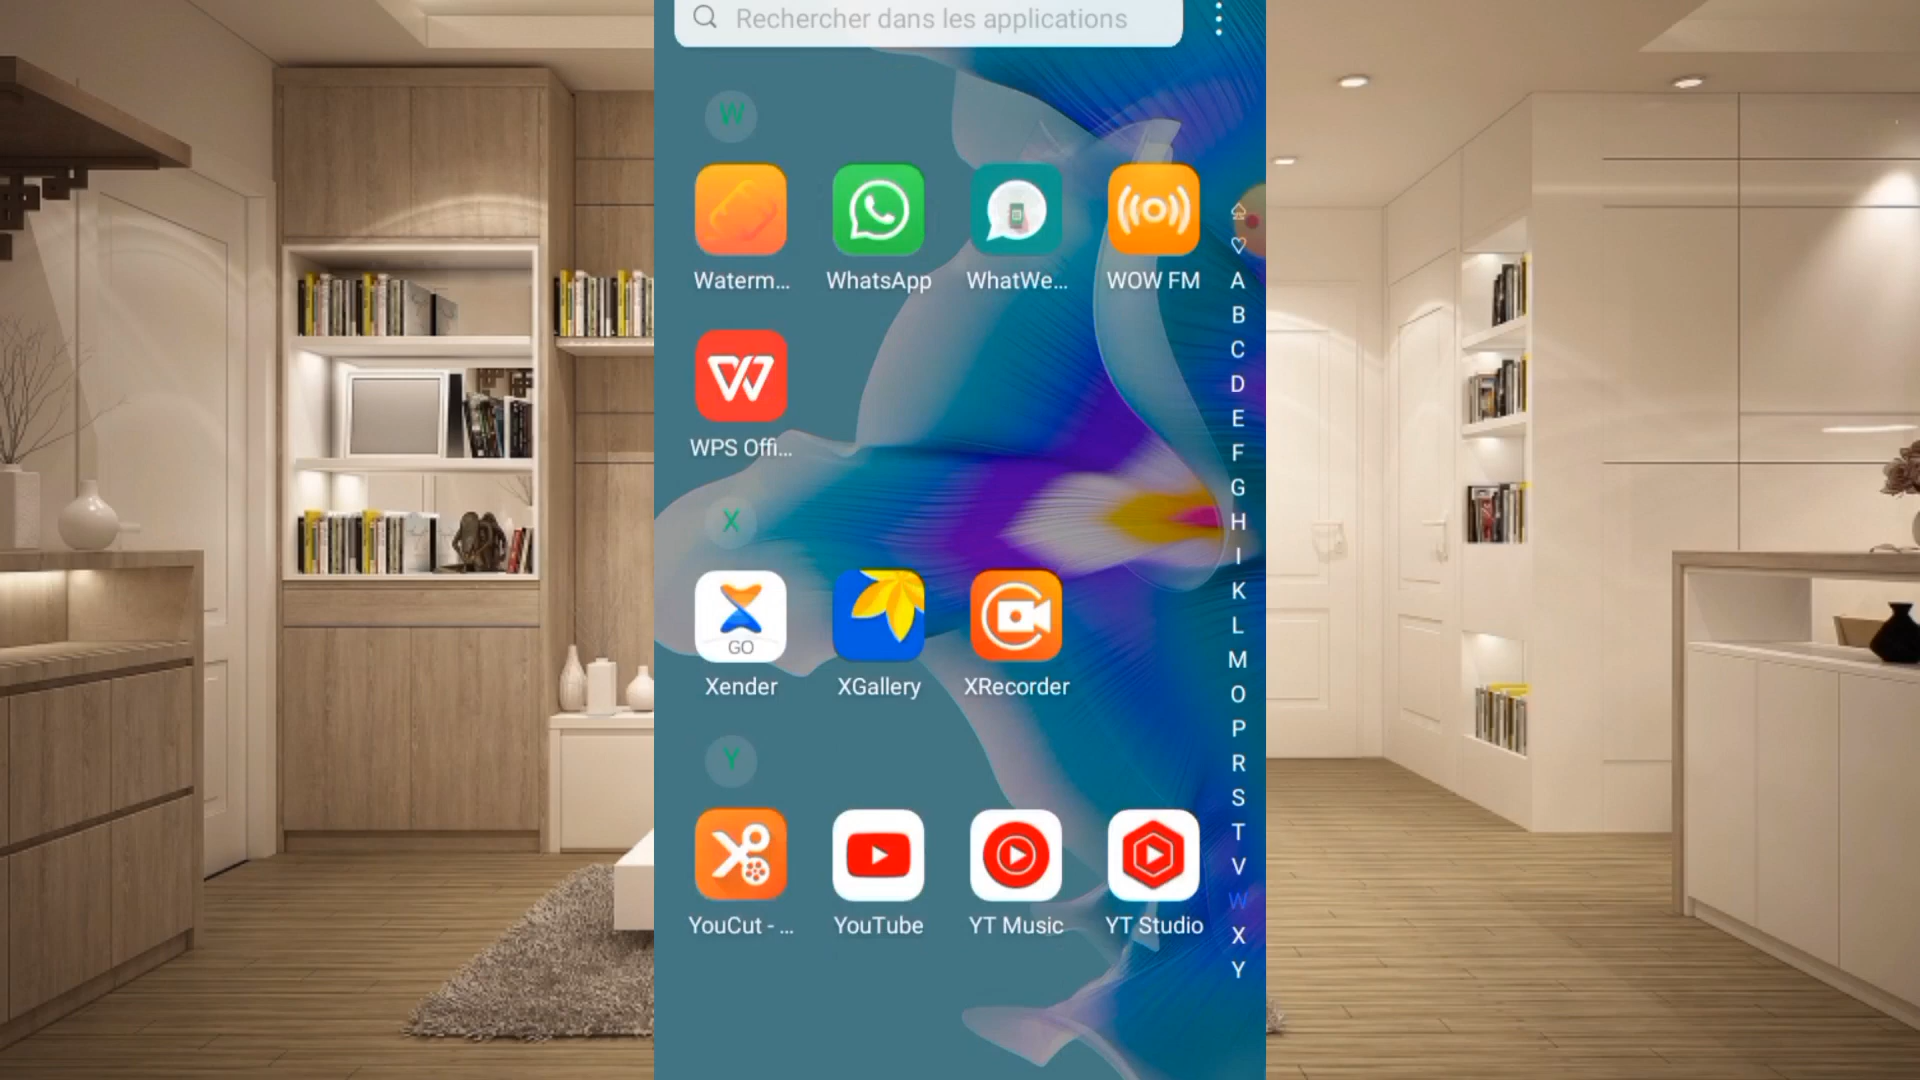 Rechercher dans les applications
W
Waterm...
WhatsApp
WhatWe...
WOW FM
WPS Offi...
X
GO
Xender
XGallery
XRecorder
Y
YouCut - ...
YouTube
YT Music
YT Studio
A
B
C
D
E
F
G
H
I
K
L
M
O
P
R
S
T
V
W
X
Y